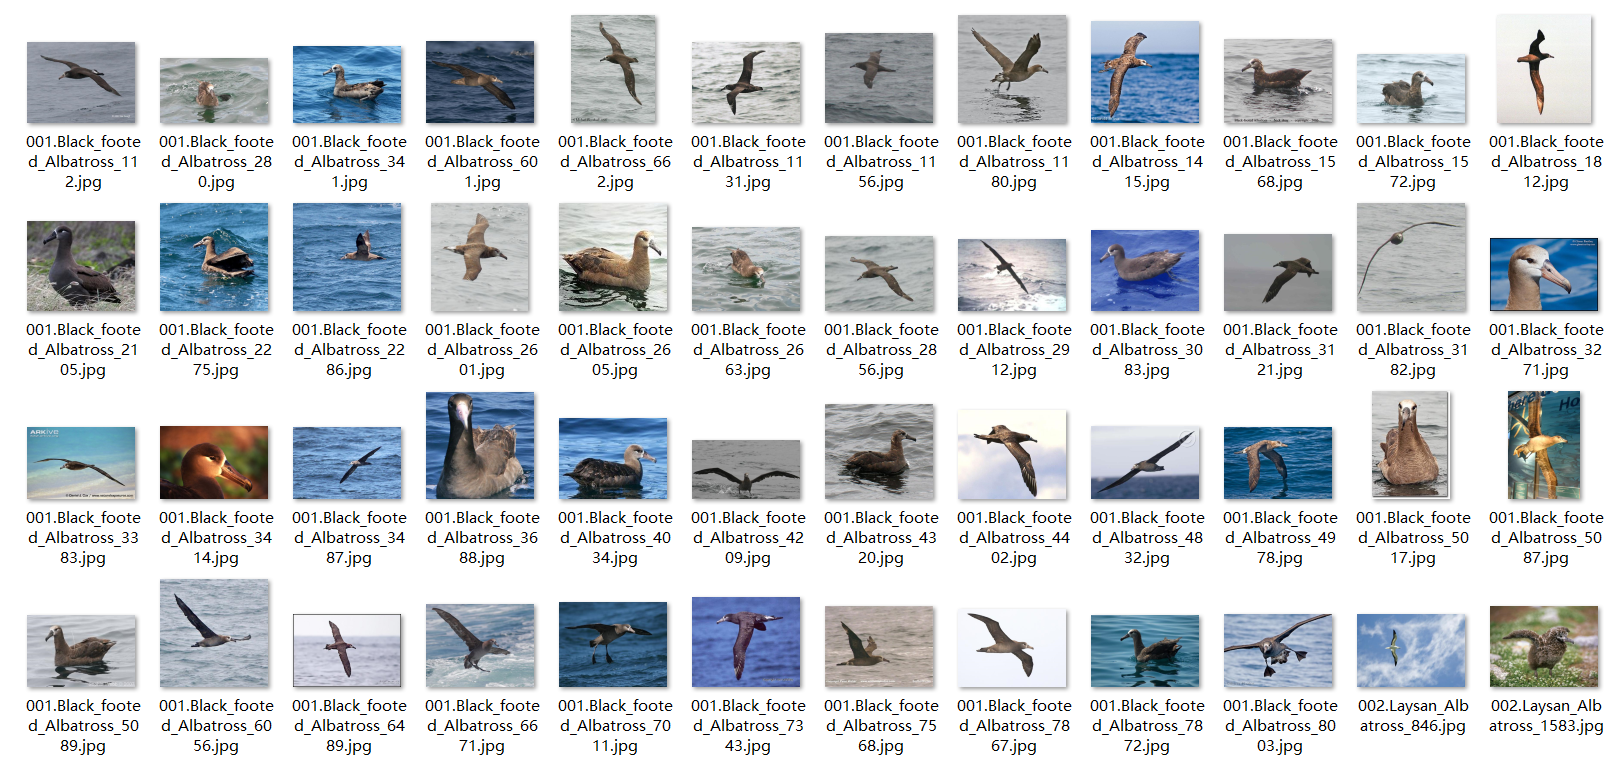 001.Black_foote
d_Albatross_11
2.jpg
001.Black_foote
d_Albatross_28
0.jpg
001.Black_foote
d_Albatross_34
1.jpg
001.Black_foote
d_Albatross_60
1.jpg
001.Black_foote
d_Albatross_66
2.jpg
001.Black_foote
d_Albatross_11
31.jpg
001.Black_foote
d_Albatross_11
56.jpg
001.Black_foote
d_Albatross_11
80.jpg
001.Black_foote
d_Albatross_14
15.jpg
001.Black_foote
d_Albatross_15
68.jpg
001.Black_foote
d_Albatross_15
72.jpg
001.Black_foote
d_Albatross_18
12.jpg
001.Black_foote
d_Albatross_21
05.jpg
001.Black_foote
d_Albatross_22
75.jpg
001.Black_foote
d_Albatross_22
86.jpg
001.Black_foote
d_Albatross_26
01.jpg
001.Black_foote
d_Albatross_26
05.jpg
001.Black_foote
d_Albatross_26
63.jpg
001.Black_foote
d_Albatross_28
56.jpg
001.Black_foote
d_Albatross_29
12.jpg
001.Black_foote
d_Albatross_30
83.jpg
001.Black_foote
d_Albatross_31
21.jpg
001.Black_foote
d_Albatross_31
82.jpg
001.Black_foote
d_Albatross_32
71.jpg
ARKIVE
001.Black_foote
d_Albatross_33
83.jpg
001.Black_foote
d_Albatross_34
14.jpg
001.Black_foote
d_Albatross_34
87.jpg
001.Black_foote
d_Albatross_36
88.jpg
001.Black_foote
d_Albatross_40
34.jpg
001.Black_foote
d_Albatross_42
09.jpg
001.Black_foote
d_Albatross_43
20.jpg
001.Black_foote
d_Albatross_44
02.jpg
001.Black_foote
d_Albatross_48
32.jpg
001.Black_foote
d_Albatross_49
78.jpg
001.Black_foote
d_Albatross_50
17.jpg
001.Black_foote
d_Albatross_50
87.jpg
001.Black_foote
d_Albatross_50
89.jpg
001.Black_foote
d_Albatross_60
56.jpg
001.Black_foote
d_Albatross_64
89.jpg
001.Black_foote
d_Albatross_66
71.jpg
001.Black_foote
d_Albatross_70
11.jpg
001.Black_foote
d_Albatross_73
43.jpg
001.Black_foote
d_Albatross_75
68.jpg
001.Black_foote
d_Albatross_78
67.jpg
001.Black_foote
d_Albatross_78
72.jpg
001.Black_foote
d_Albatross_80
03.jpg
002.Laysan_Alb
atross_846.jpg
002.Laysan_Alb
atross_1583.jpg